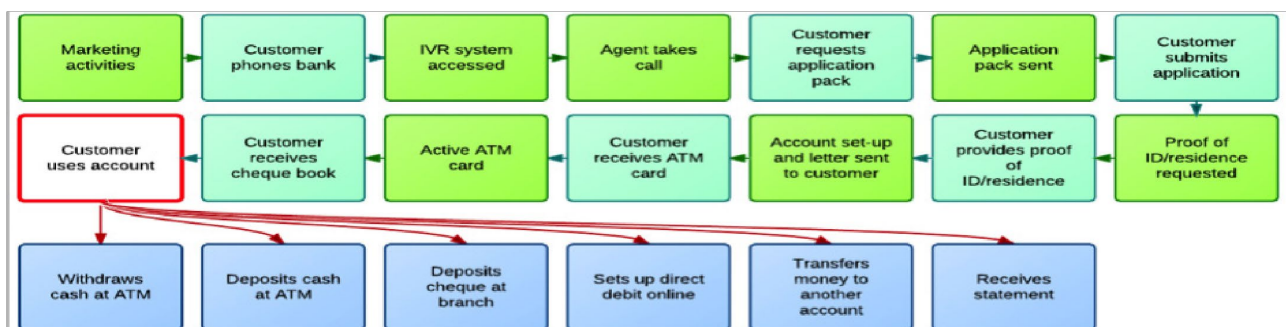 Marketing
activities
Customer
phones bank
IVR system
accessed
Agent takes
call
Customer
requests
application
pack
Application
pack sent
Customer
submits
application
Customer
uses account
Customer
receives
cheque book
Active ATM
card
Customer
receives ATM
card
Account set-up
and letter sent
to customer
Customer
provides proof
of
ID/residence
Proof of
ID/residence
requested
Withdraws
cash at ATM
Deposits cash
at ATM
Deposits
cheque at
branch
Sets up direct
debit online
Transfers
money to
another
account
Receives
statement